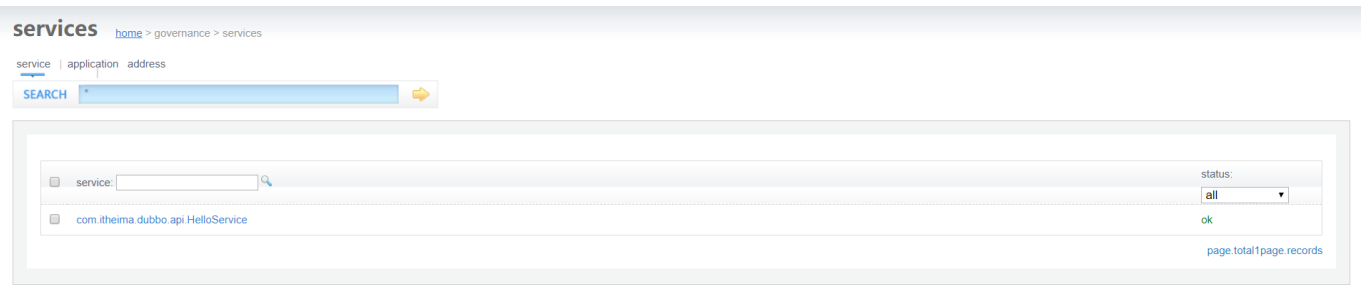 services home > governance > services
service | application address
SEARCH *
service: status:
all
com.itheima.dubbo.api.HelloService ok
page.total1page.records